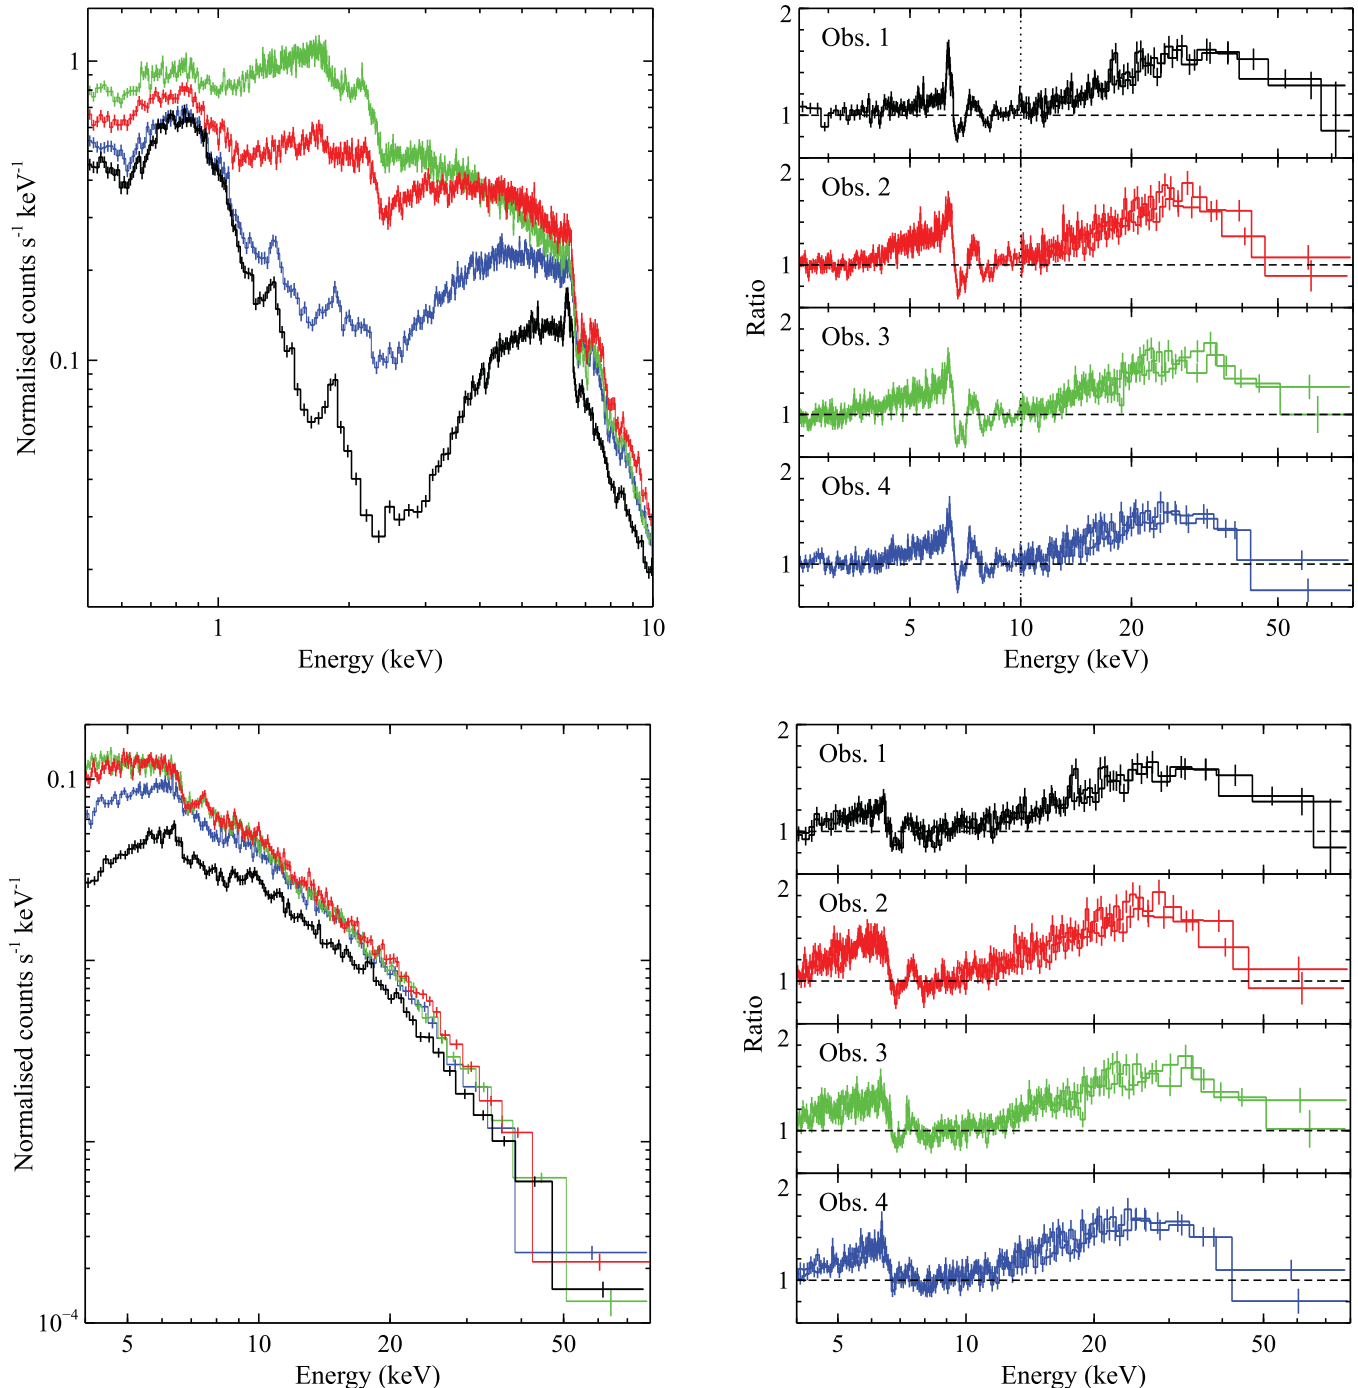 1
0.1
Normalised counts s⁻¹ keV⁻¹
1
10
Energy (keV)
Obs. 1
2
1
Obs. 2
2
1
Obs. 3
2
1
Obs. 4
2
1
Ratio
5
10
20
50
Energy (keV)
0.1
10⁻⁴
Normalised counts s⁻¹ keV⁻¹
5
10
20
50
Energy (keV)
Obs. 1
2
1
Obs. 2
2
1
Obs. 3
2
1
Obs. 4
2
1
Ratio
5
10
20
50
Energy (keV)